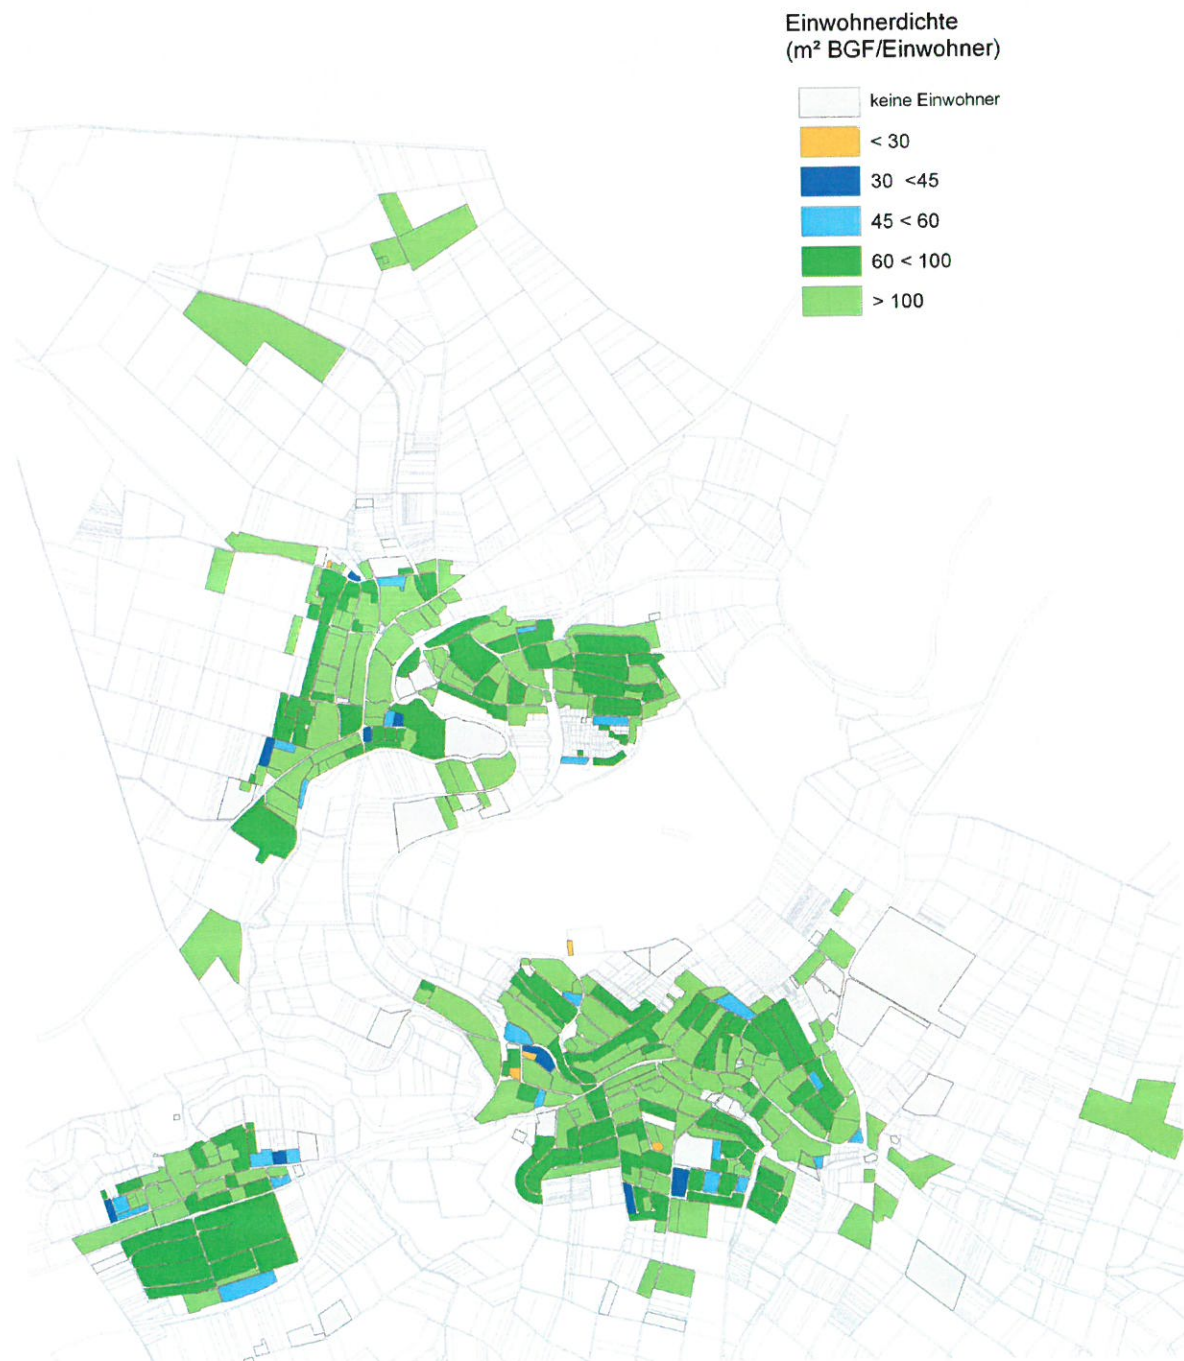 Einwohnerdichte
(m² BGF/Einwohner)
keine Einwohner
< 30
30 <45
45 < 60
60 < 100
> 100